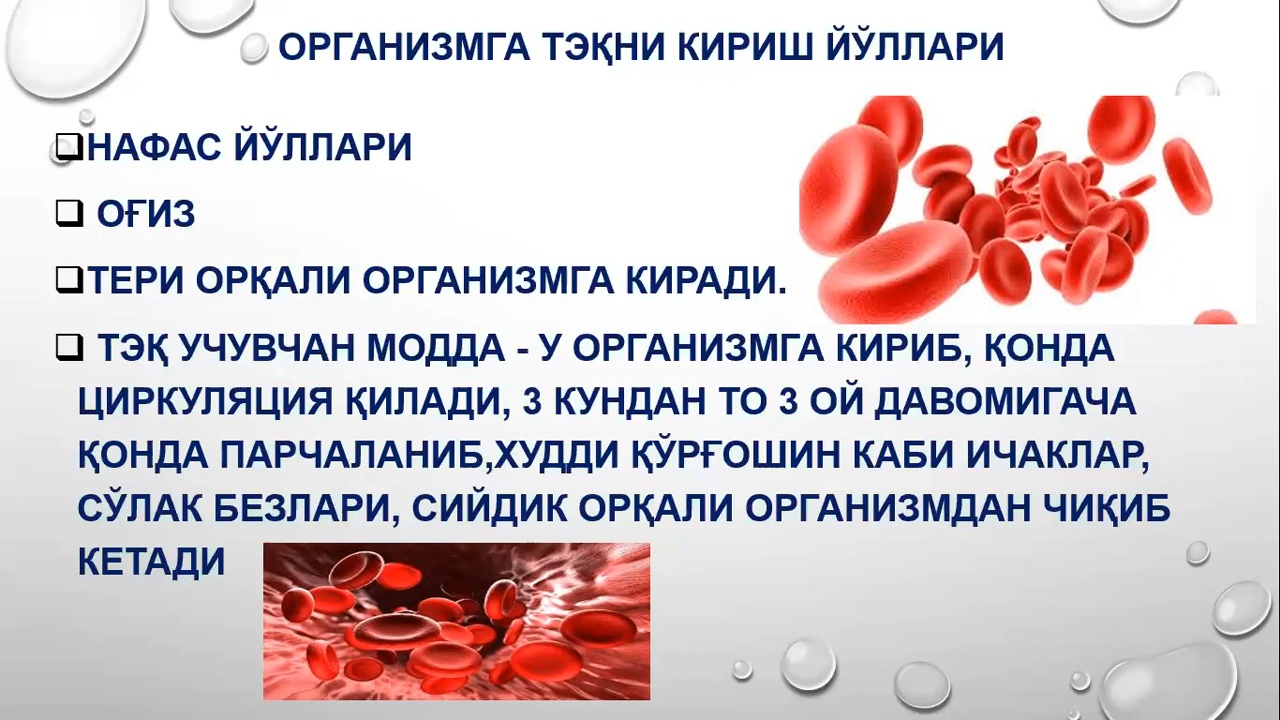 ОРГАНИЗМГА ТЭҚНИ КИРИШ ЙЎЛЛАРИ
НАФАС ЙЎЛЛАРИ
ОҒИЗ
ТЕРИ ОРҚАЛИ ОРГАНИЗМГА КИРАДИ.
ТЭҚ УЧУВЧАН МОДДА - У ОРГАНИЗМГА КИРИБ, ҚОНДА
ЦИРКУЛЯЦИЯ ҚИЛАДИ, 3 КУНДАН ТО 3 ОЙ ДАВОМИГАЧА
ҚОНДА ПАРЧАЛАНИБ,ХУДДИ ҚЎРҒОШИН КАБИ ИЧАКЛАР,
СЎЛАК БЕЗЛАРИ, СИЙДИК ОРҚАЛИ ОРГАНИЗМДАН ЧИҚИБ
КЕТАДИ